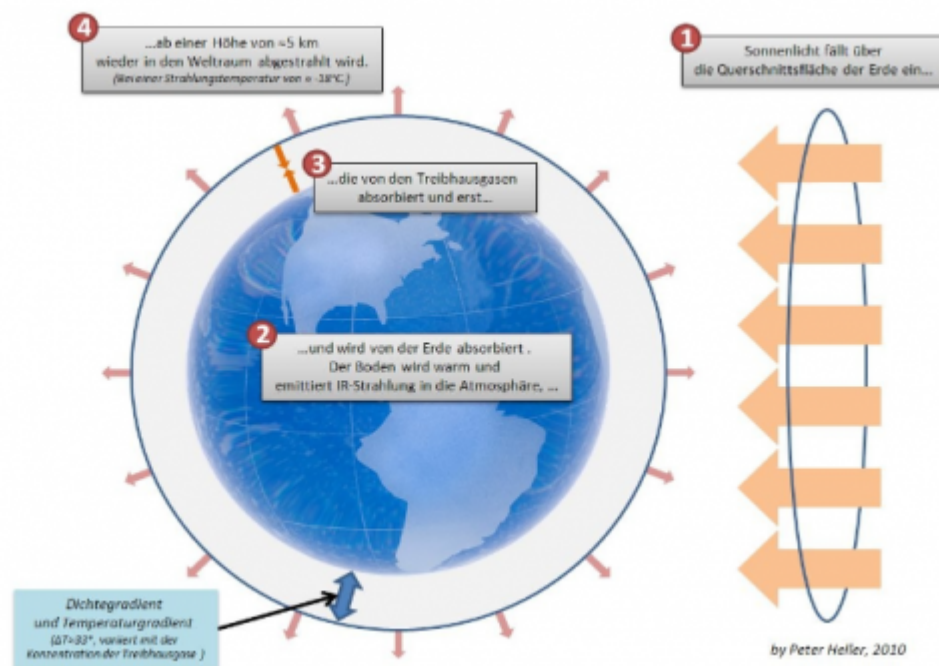 1
Sonnenlicht fällt über
die Querschnittsfläche der Erde ein...
2
...und wird von der Erde absorbiert .
Der Boden wird warm und
emittiert IR-Strahlung in die Atmosphäre, ...
3
...die von den Treibhausgasen
absorbiert und erst...
4
...ab einer Höhe von ≈5 km
wieder in den Weltraum abgestrahlt wird.
(Bei einer Strahlungstemperatur von ≈ -18°C.)
Dichtegradient
und Temperaturgradient
(ΔT≈33°, variiert mit der
Konzentration der Treibhausgase )
by Peter Heller, 2010